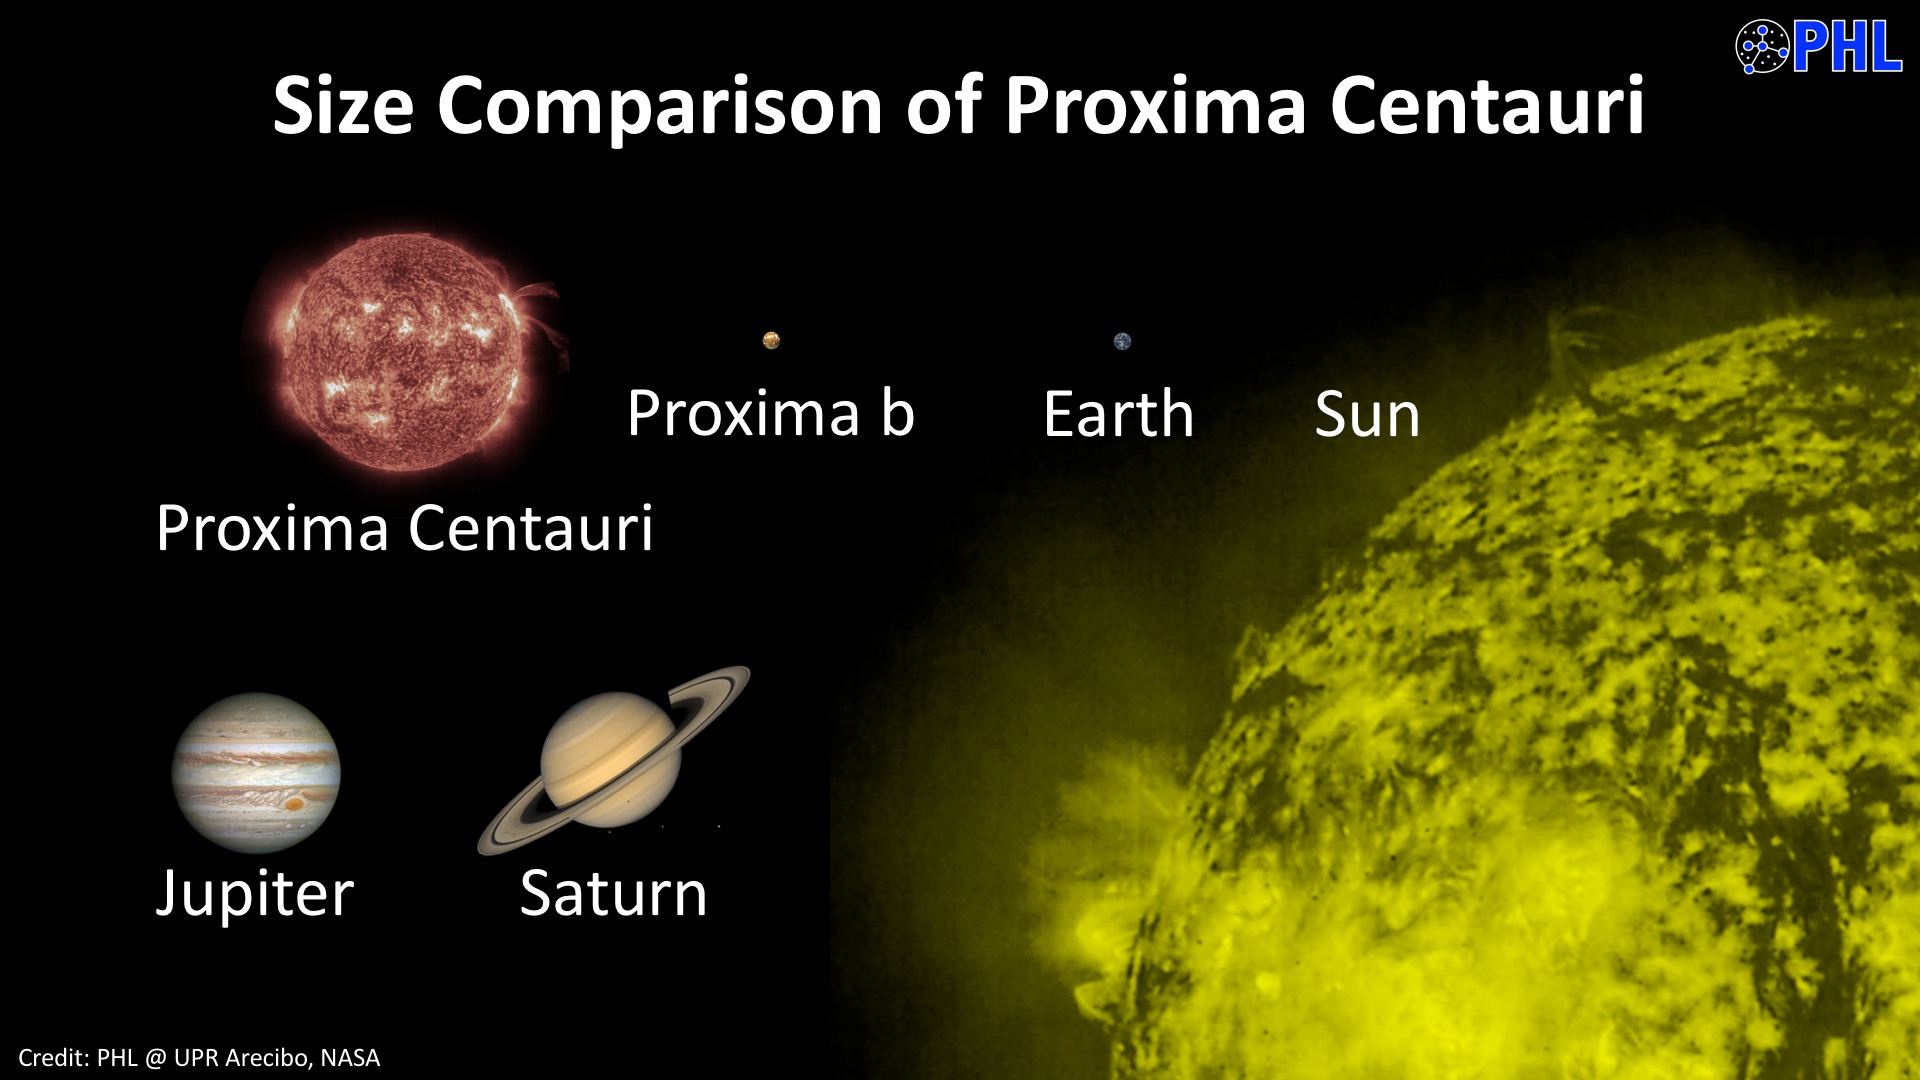 PHL
Size Comparison of Proxima Centauri
Proxima b
Earth
Sun
Proxima Centauri
Jupiter
Saturn
Credit: PHL @ UPR Arecibo, NASA